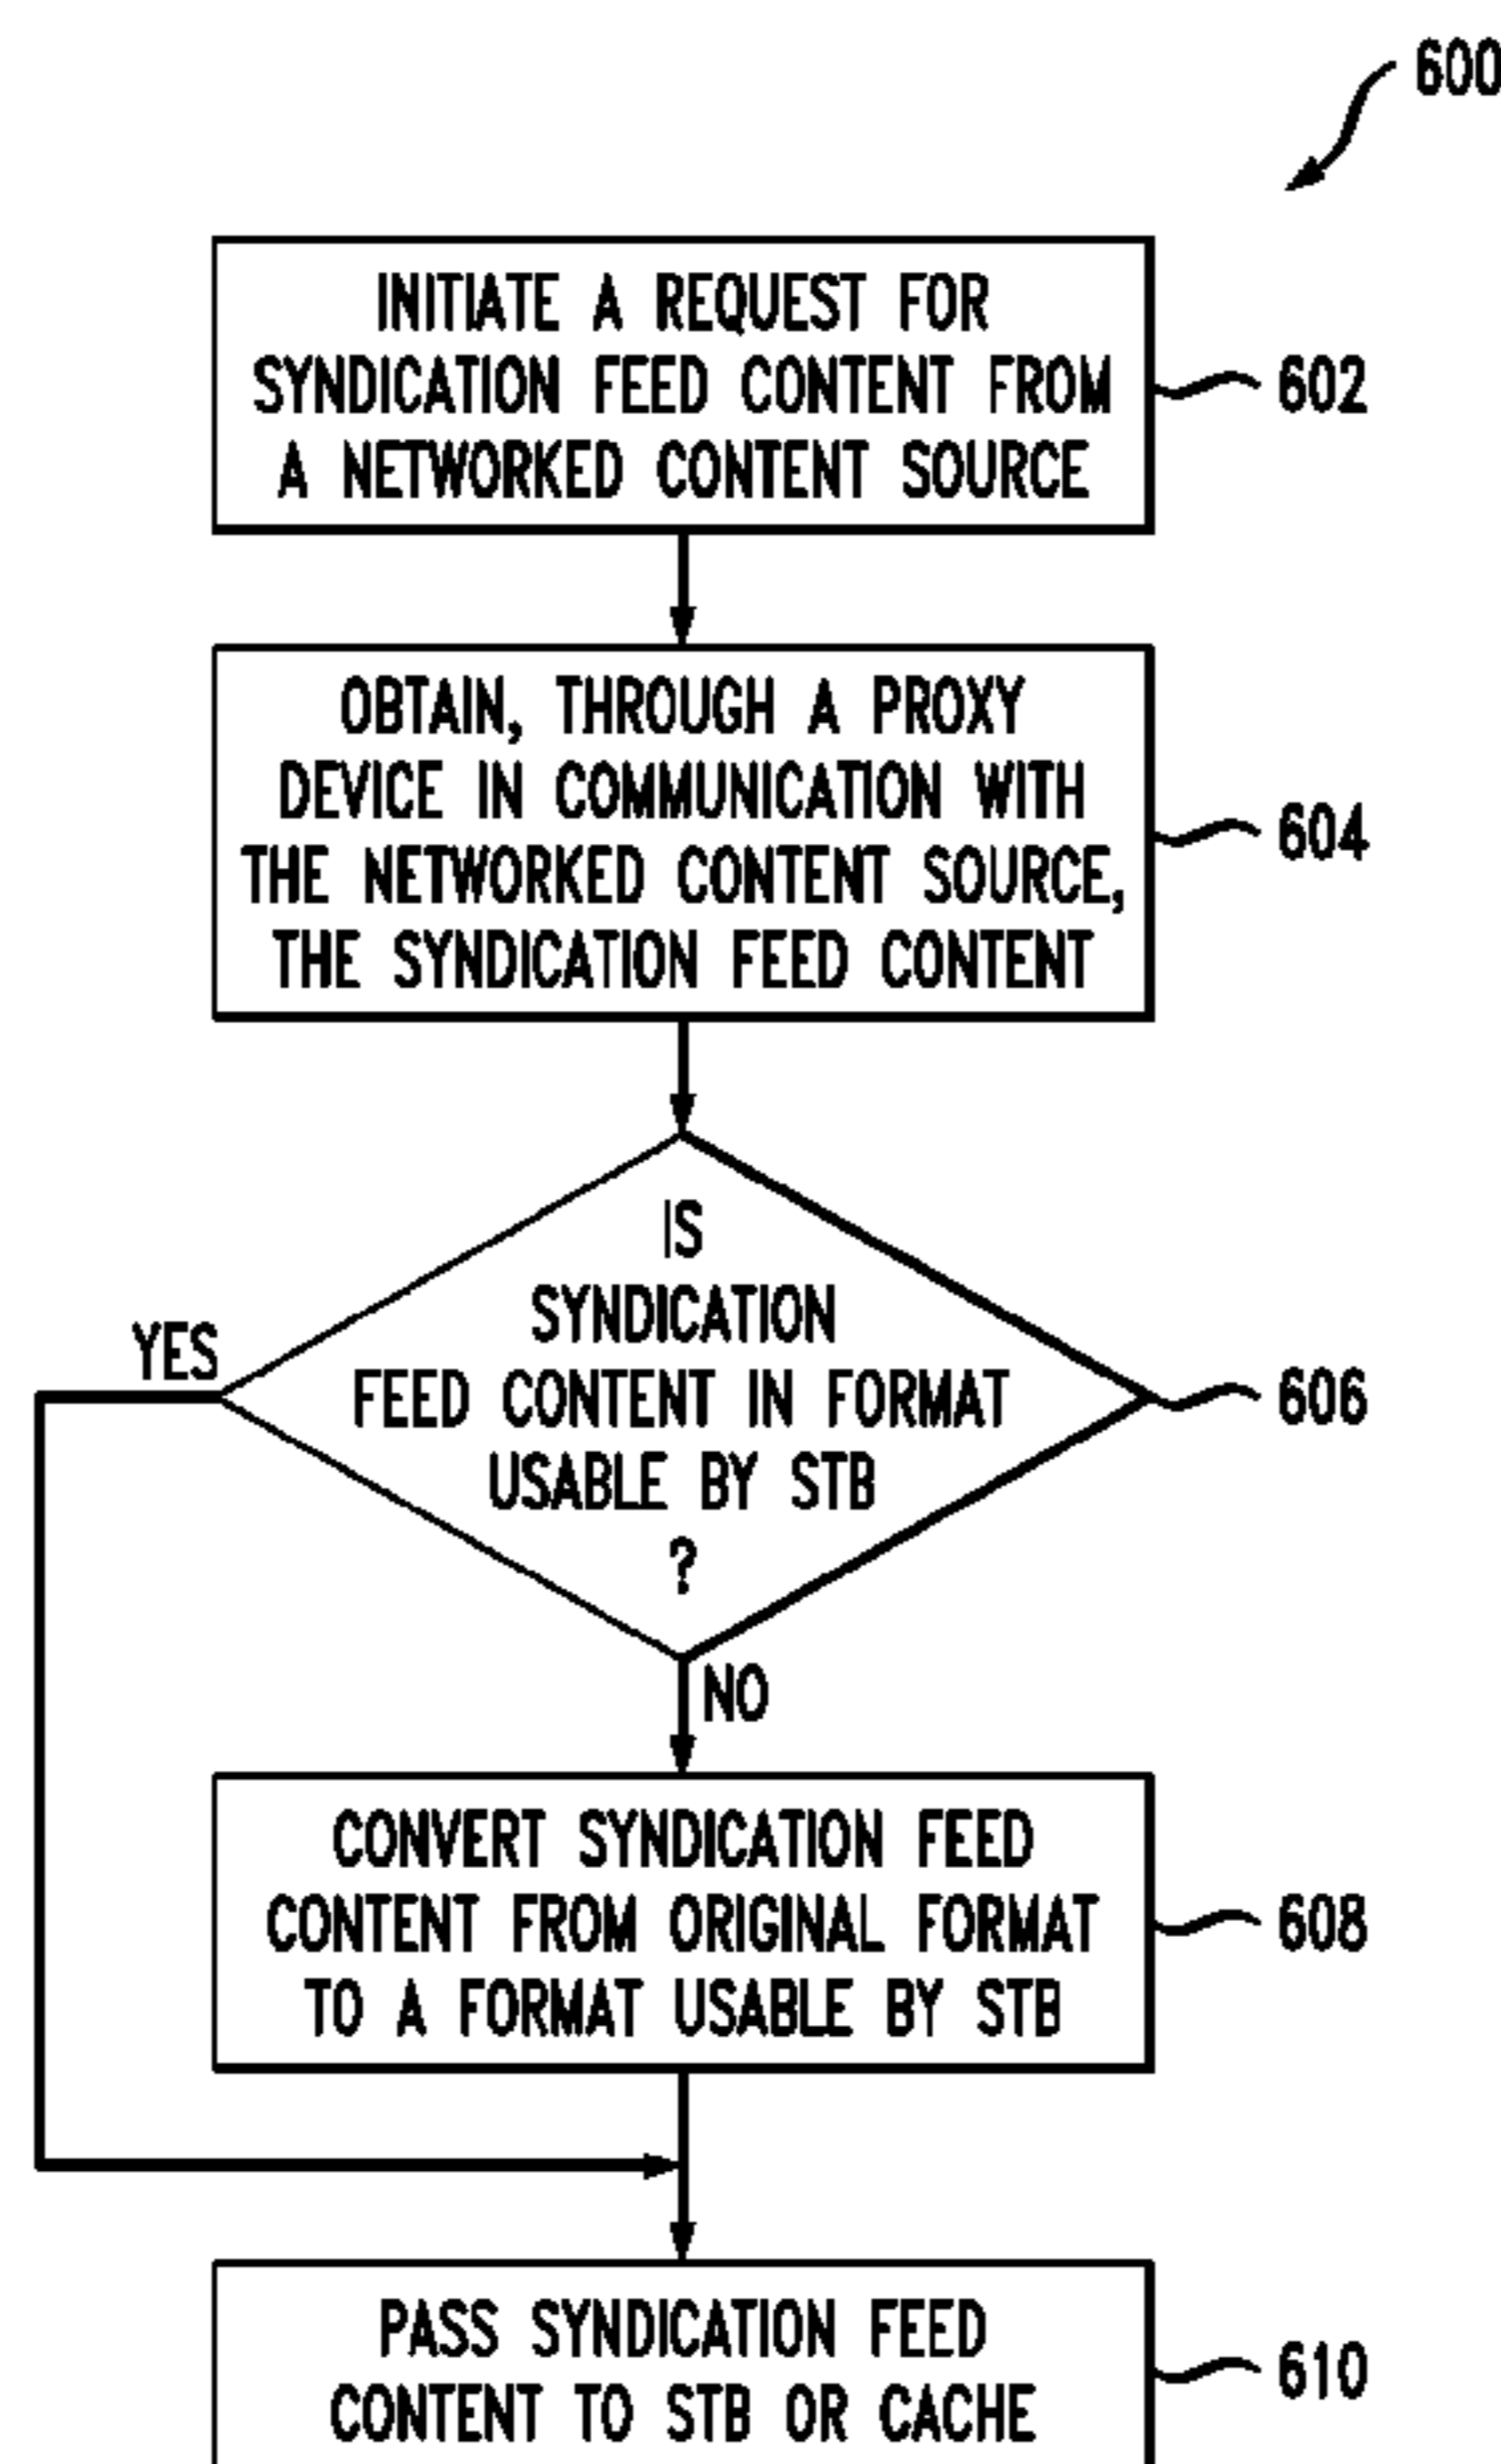 600
INITIATE A REQUEST FOR
SYNDICATION FEED CONTENT FROM
A NETWORKED CONTENT SOURCE
602
OBTAIN, THROUGH A PROXY
DEVICE IN COMMUNICATION WITH
THE NETWORKED CONTENT SOURCE,
THE SYNDICATION FEED CONTENT
604
IS
SYNDICATION
FEED CONTENT IN FORMAT
USABLE BY STB
?
606
YES
NO
CONVERT SYNDICATION FEED
CONTENT FROM ORIGINAL FORMAT
TO A FORMAT USABLE BY STB
608
PASS SYNDICATION FEED
CONTENT TO STB OR CACHE
610